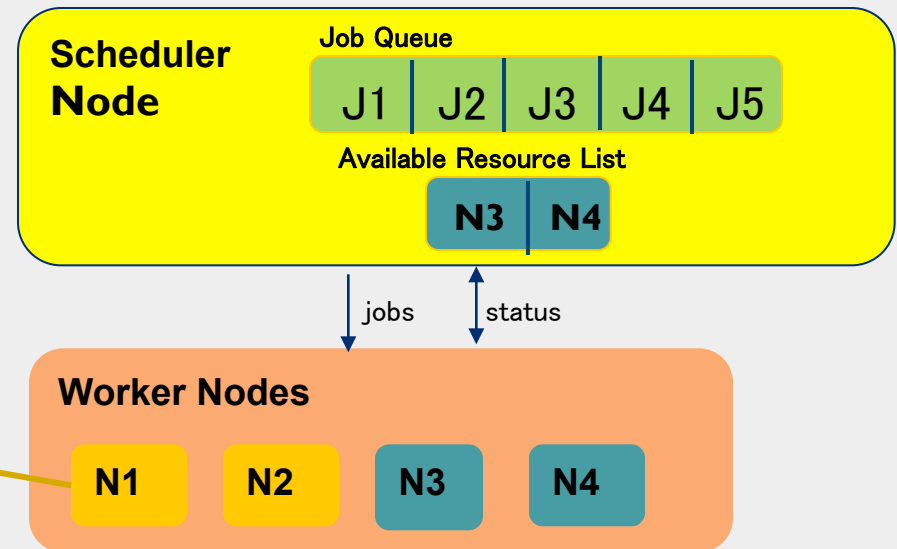 Scheduler
Node
Job Queue
J1 J2 J3 J4 J5
Available Resource List
N3 N4
jobs
status
Worker Nodes
N1 N2 N3 N4